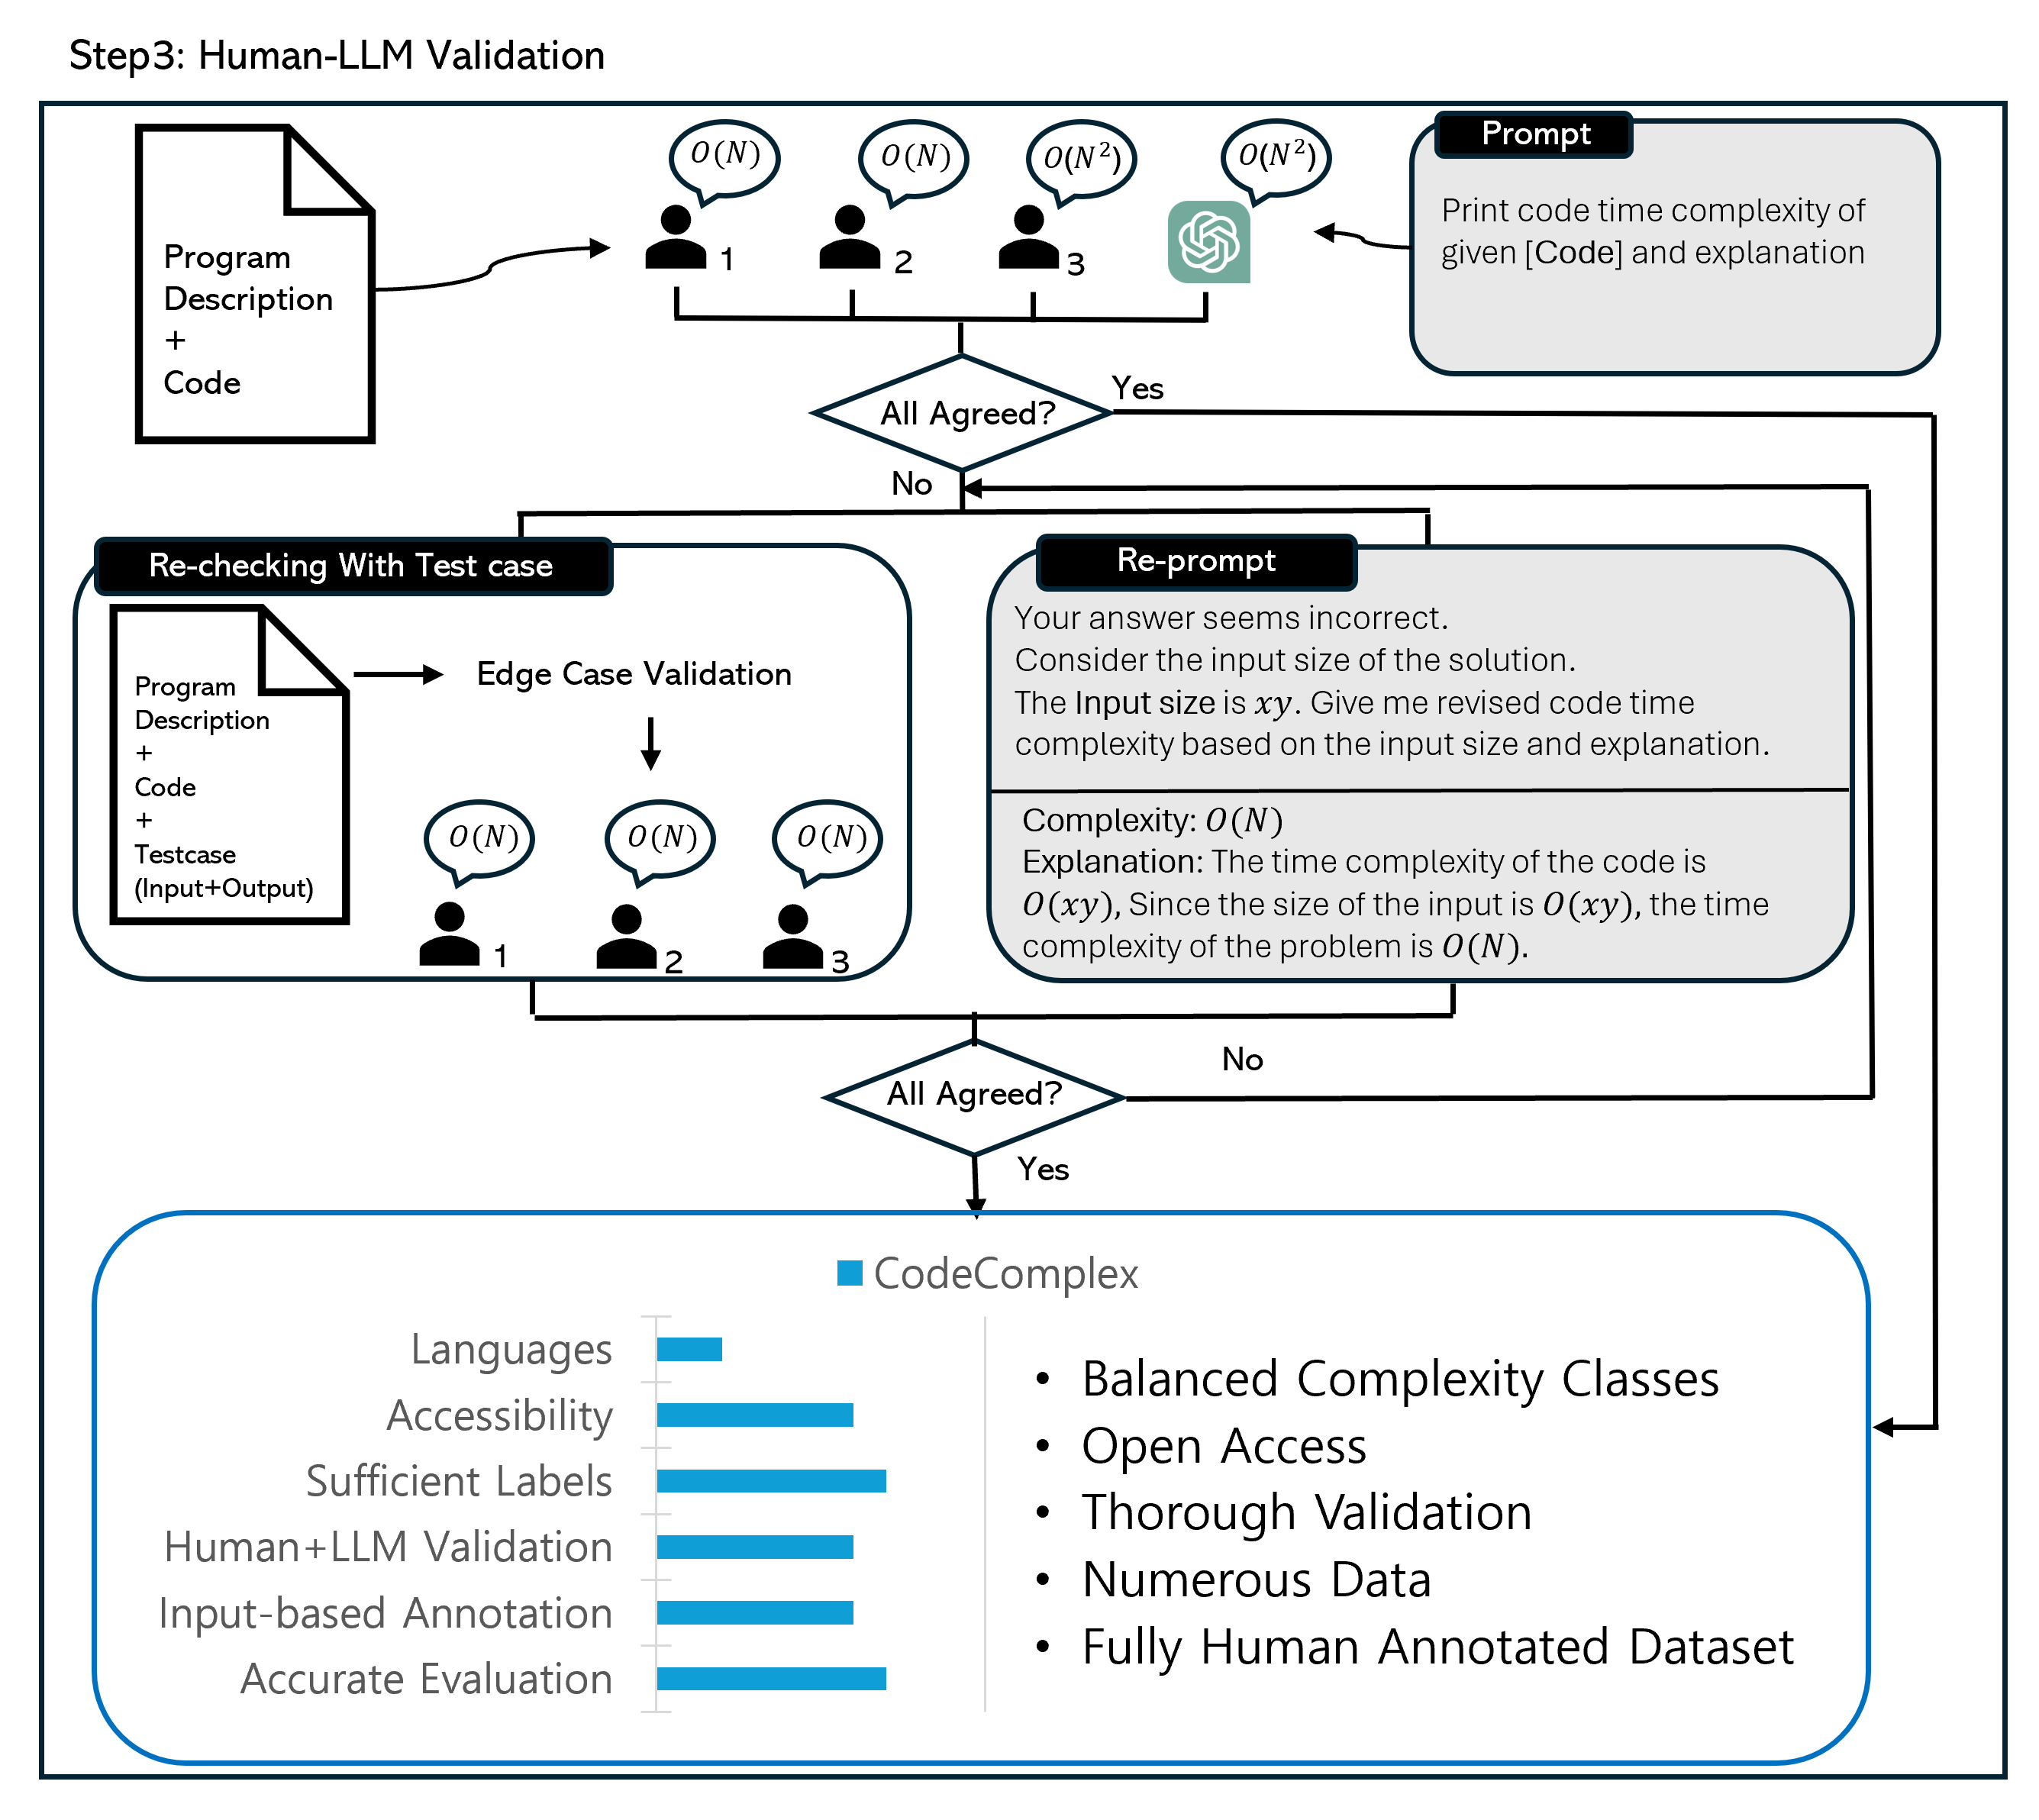 Step3: Human-LLM Validation
Program
Description
+
Code
O(N)
O(N)
O(N²)
O(N²)
1
2
3
Prompt
Print code time complexity of
given [Code] and explanation
All Agreed?
Yes
No
Re-checking With Test case
Program
Description
+
Code
+
Testcase
(Input+Output)
Edge Case Validation
O(N)
O(N)
O(N)
1
2
3
Re-prompt
Your answer seems incorrect.
Consider the input size of the solution.
The Input size is xy. Give me revised code time
complexity based on the input size and explanation.
Complexity: O(N)
Explanation: The time complexity of the code is
O(xy), Since the size of the input is O(xy), the time
complexity of the problem is O(N).
All Agreed?
No
Yes
CodeComplex
Languages
Accessibility
Sufficient Labels
Human+LLM Validation
Input-based Annotation
Accurate Evaluation
• Balanced Complexity Classes
• Open Access
• Thorough Validation
• Numerous Data
• Fully Human Annotated Dataset